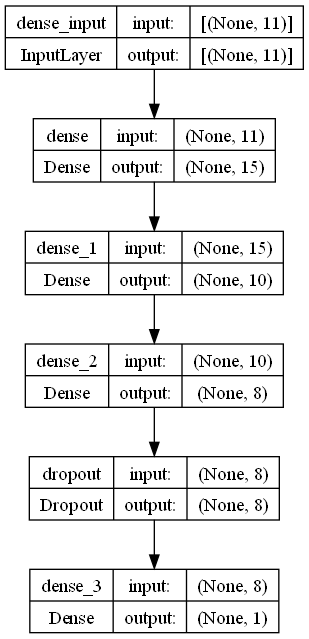 dense_input input: [(None, 11)]
InputLayer output: [(None, 11)]
dense input: (None, 11)
Dense output: (None, 15)
dense_1 input: (None, 15)
Dense output: (None, 10)
dense_2 input: (None, 10)
Dense output: (None, 8)
dropout input: (None, 8)
Dropout output: (None, 8)
dense_3 input: (None, 8)
Dense output: (None, 1)